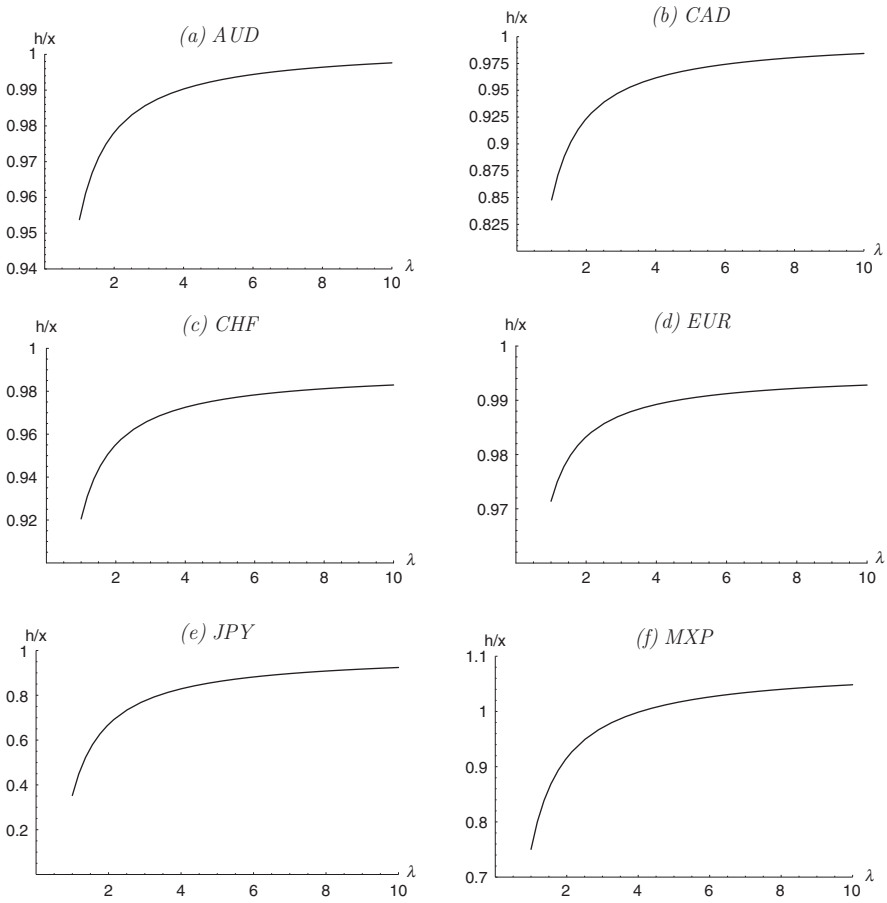 (a) AUD
h/x
1
0.99
0.98
0.97
0.96
0.95
0.94
2 4 6 8 10
λ
(b) CAD
h/x
1
0.975
0.95
0.925
0.9
0.875
0.85
0.825
2 4 6 8 10
λ
(c) CHF
h/x
1
0.98
0.96
0.94
0.92
2 4 6 8 10
λ
(d) EUR
h/x
1
0.99
0.98
0.97
2 4 6 8 10
λ
(e) JPY
h/x
1
0.8
0.6
0.4
0.2
2 4 6 8 10
λ
(f) MXP
h/x
1.1
1
0.9
0.8
0.7
2 4 6 8 10
λ